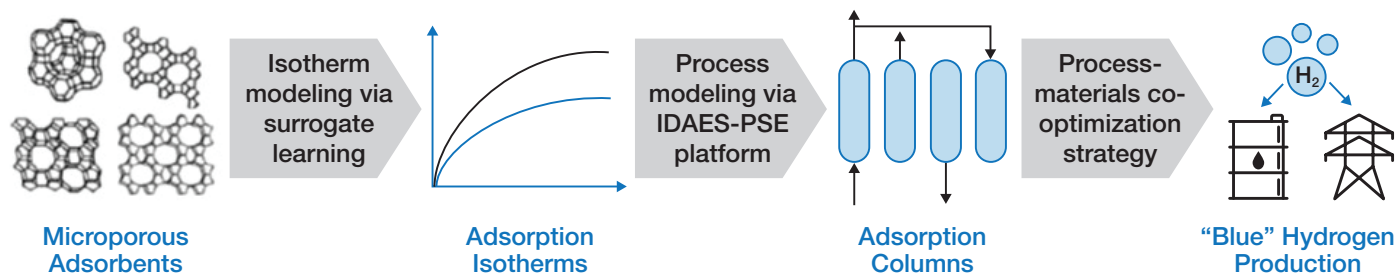 Isotherm
modeling via
surrogate
learning
Process
modeling via
IDAES-PSE
platform
Process-
materials co-
optimization
strategy
H₂
Microporous
Adsorbents
Adsorption
Isotherms
Adsorption
Columns
“Blue” Hydrogen
Production